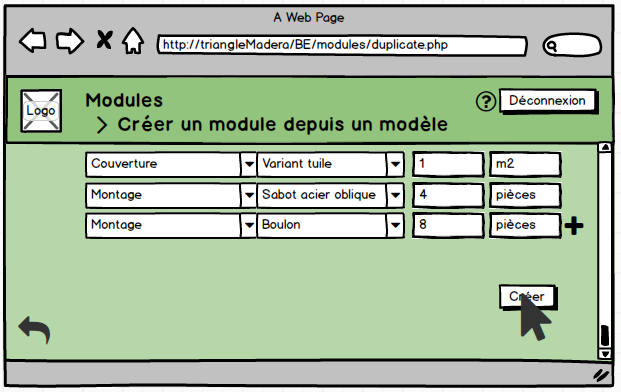 A Web Page
http://triangleMadera/BE/modules/duplicate.php
Logo
Modules
? Déconnexion
> Créer un module depuis un modèle
Couverture Variant tuile 1 m2
Montage Sabot acier oblique 4 pièces
Montage Boulon 8 pièces
Créer